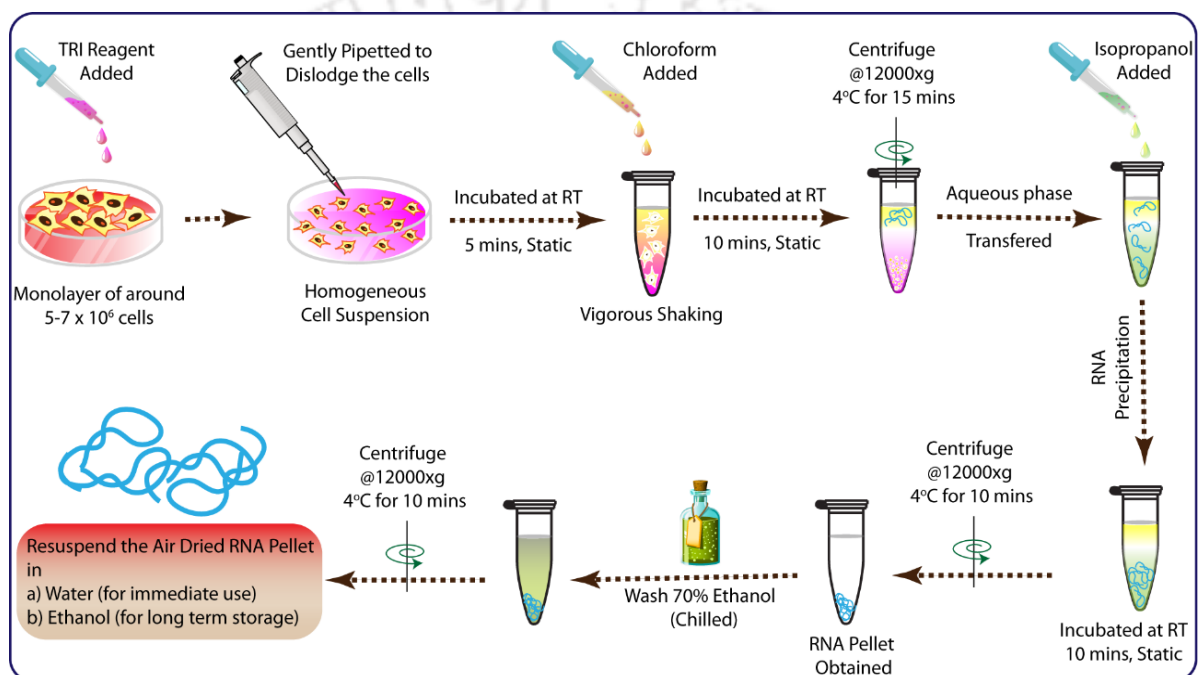 TRI Reagent
Added
Gently Pipetted to
Dislodge the cells
Chloroform
Added
Centrifuge
@12000xg
4°C for 15 mins
Isopropanol
Added
Monolayer of around
5-7 x 10⁶ cells
Homogeneous
Cell Suspension
Incubated at RT
5 mins, Static
Vigorous Shaking
Incubated at RT
10 mins, Static
Aqueous phase
Transfered
RNA
Precipitation
Incubated at RT
10 mins, Static
Centrifuge
@12000xg
4°C for 10 mins
RNA Pellet
Obtained
Wash 70% Ethanol
(Chilled)
Centrifuge
@12000xg
4°C for 10 mins
Resuspend the Air Dried RNA Pellet
in
a) Water (for immediate use)
b) Ethanol (for long term storage)